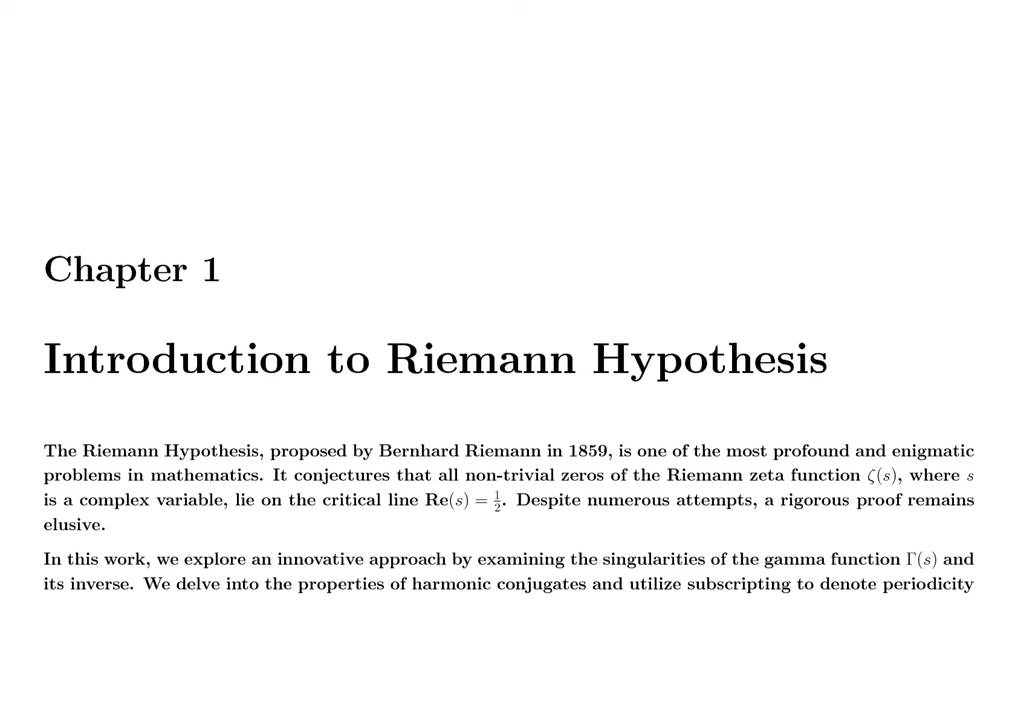 Chapter 1
Introduction to Riemann Hypothesis
The Riemann Hypothesis, proposed by Bernhard Riemann in 1859, is one of the most profound and enigmatic
problems in mathematics. It conjectures that all non-trivial zeros of the Riemann zeta function ζ(s), where s
is a complex variable, lie on the critical line Re(s) = 1/2. Despite numerous attempts, a rigorous proof remains
elusive.
In this work, we explore an innovative approach by examining the singularities of the gamma function Γ(s) and
its inverse. We delve into the properties of harmonic conjugates and utilize subscripting to denote periodicity